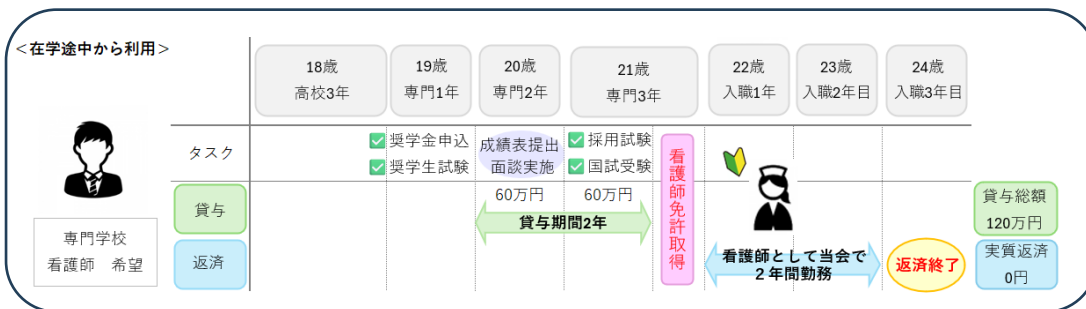 ＜在学途中から利用＞
18歳
高校3年
19歳
専門1年
20歳
専門2年
21歳
専門3年
22歳
入職1年
23歳
入職2年目
24歳
入職3年目
タスク
奨学金申込
奨学生試験
成績表提出
面談実施
採用試験
国試受験
看護師免許取得
貸与
60万円
60万円
貸与期間2年
貸与総額
120万円
専門学校
看護師　希望
返済
看護師として当会で
２年間勤務
返済終了
実質返済
0円